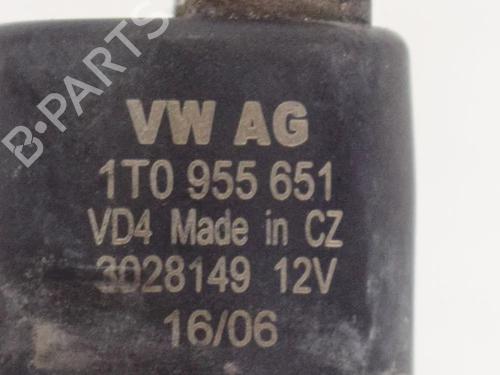 B-PARTS
VW AG
1T0 955 651
VD4 Made in CZ
3028149 12V
16/06